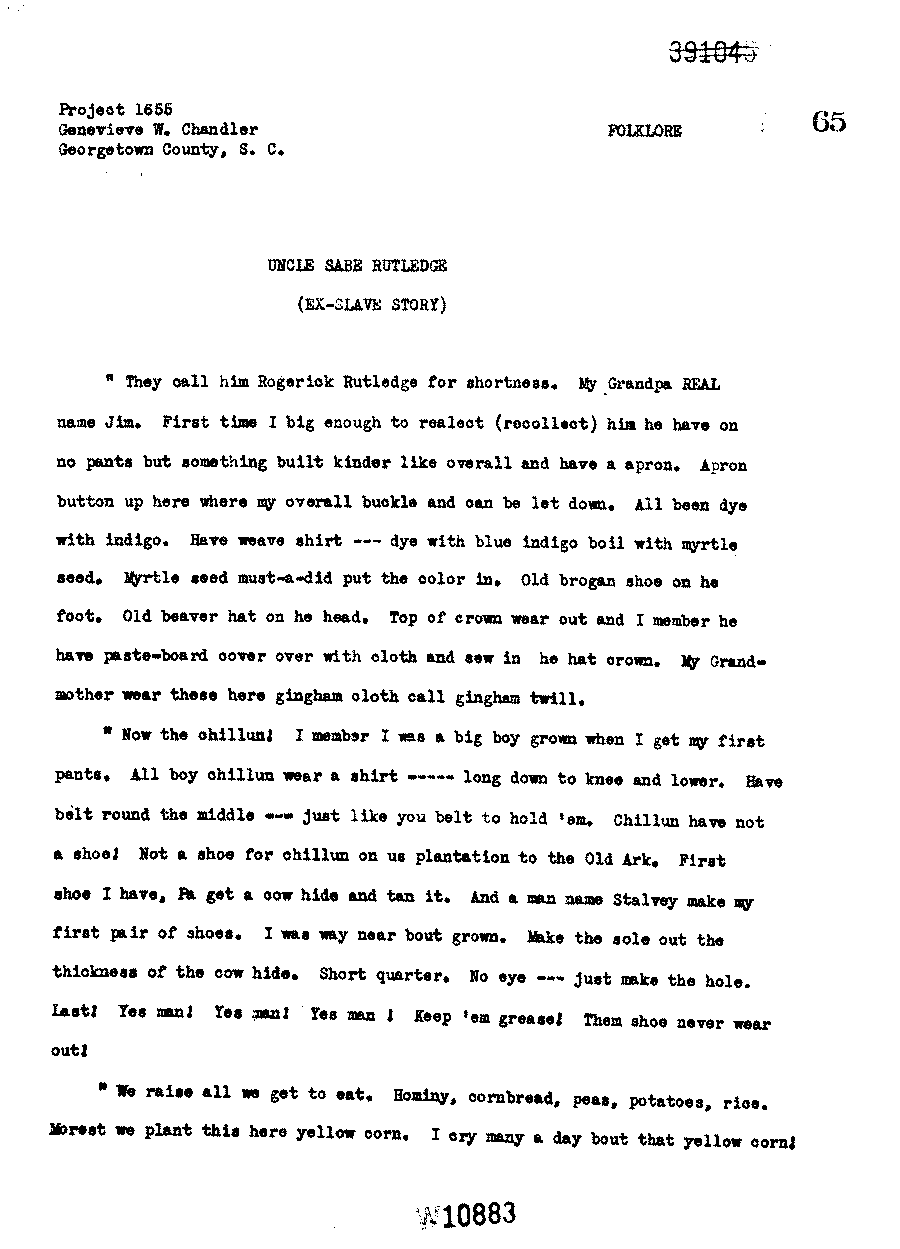 391045
Project 1655
Genevieve W. Chandler
Georgetown County, S. C.
FOLKLORE
65
UNCLE SABE RUTLEDGE
(EX-SLAVE STORY)
" They call him Rogerick Rutledge for shortness. My Grandpa REAL
name Jim. First time I big enough to realect (recollect) him he have on
no pants but something built kinder like overall and have a apron. Apron
button up here where my overall buckle and can be let down. All been dye
with indigo. Have weave shirt --- dye with blue indigo boil with myrtle
seed. Myrtle seed must-a-did put the color in. Old brogan shoe on he
foot. Old beaver hat on he head. Top of crown wear out and I member he
have paste-board cover over with cloth and sew in he hat crown. My Grand-
mother wear these here gingham cloth call gingham twill.
" Now the chillun! I member I was a big boy grown when I get my first
pants. All boy chillun wear a shirt ----- long down to knee and lower. Have
belt round the middle --- just like you belt to hold 'em. Chillun have not
a shoe! Not a shoe for chillun on us plantation to the Old Ark. First
shoe I have, Pa get a cow hide and tan it. And a man name Stalvey make my
first pair of shoes. I was way near bout grown. Make the sole out the
thickness of the cow hide. Short quarter. No eye --- just make the hole.
Last! Yes man! Yes man! Yes man ! Keep 'em grease! Them shoe never wear
out!
" We raise all we get to eat. Hominy, cornbread, peas, potatoes, rice.
Morest we plant this here yellow corn. I cry many a day bout that yellow corn!
W10883